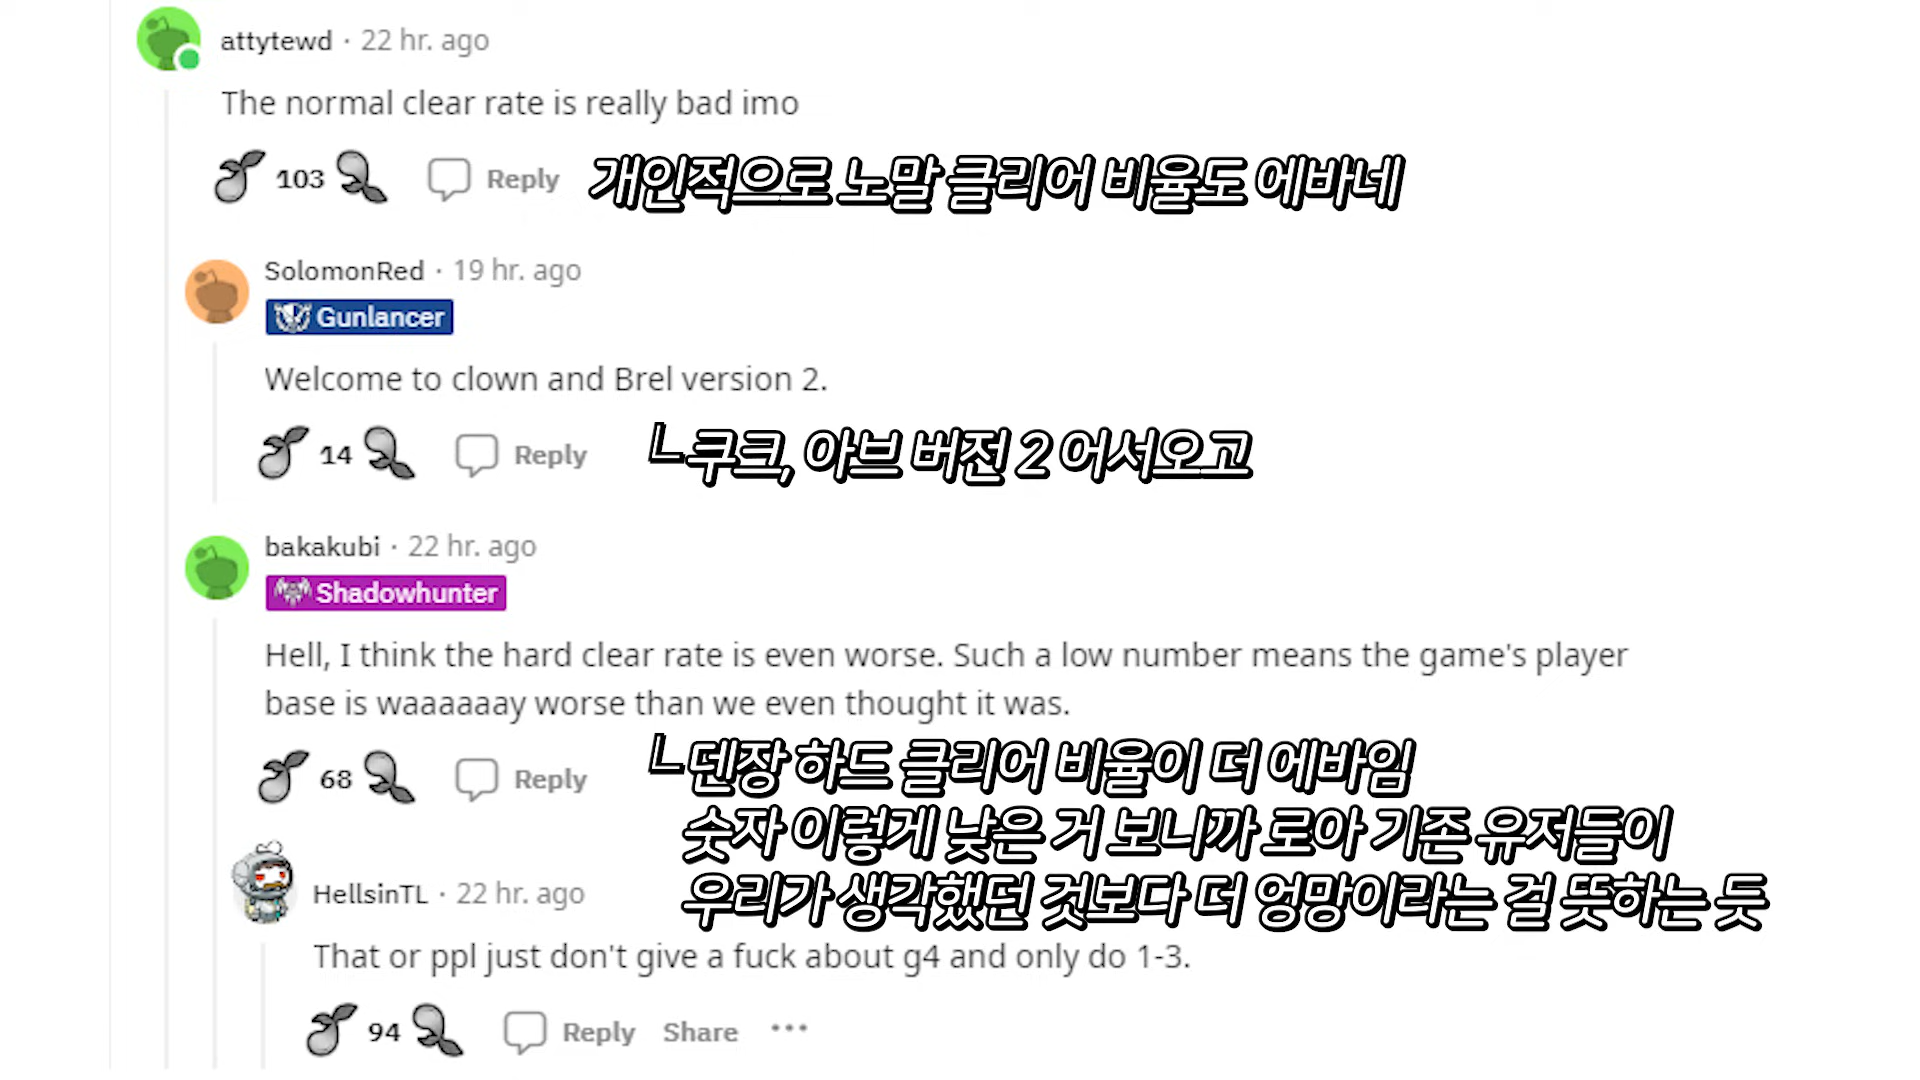 attytewd · 22 hr. ago
The normal clear rate is really bad imo
103 Reply 개인적으로 노말 클리어 비율도 에바네
SolomonRed · 19 hr. ago
Gunlancer
Welcome to clown and Brel version 2.
14 Reply ㄴ쿠크, 아브 버전 2 어서오고
bakakubi · 22 hr. ago
Shadowhunter
Hell, I think the hard clear rate is even worse. Such a low number means the game's player
base is waaaaaay worse than we even thought it was.
68 Reply ㄴ덴장 하드 클리어 비율이 더 에바임
숫자 이렇게 낮은 거 보니까 로아 기존 유저들이
우리가 생각했던 것보다 더 엉망이라는 걸 뜻하는 듯
HellsinTL · 22 hr. ago
That or ppl just don't give a fuck about g4 and only do 1-3.
94 Reply Share ···